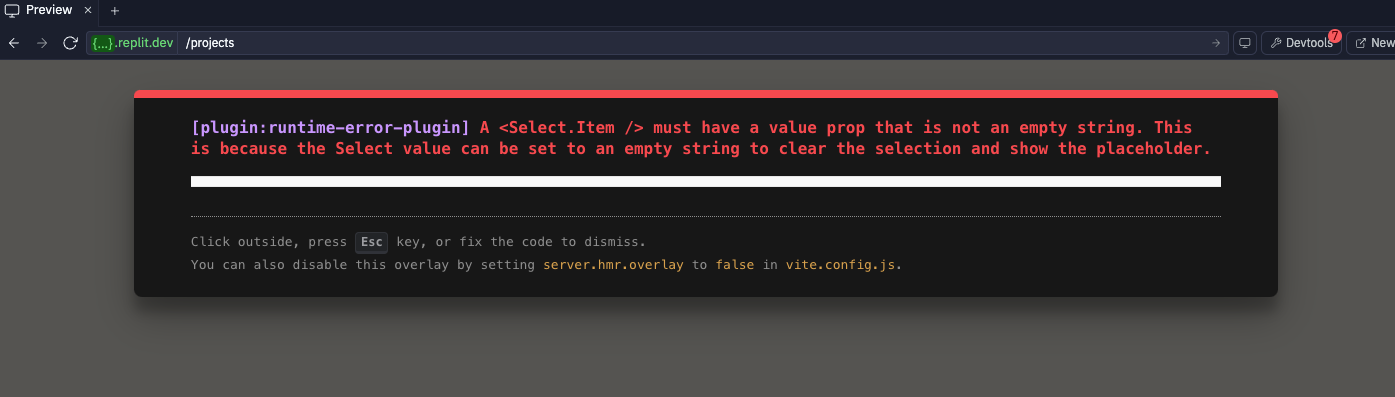 Preview
{...}.replit.dev /projects
Devtools 7 New
[plugin:runtime-error-plugin] A <Select.Item /> must have a value prop that is not an empty string. This
is because the Select value can be set to an empty string to clear the selection and show the placeholder.
Click outside, press Esc key, or fix the code to dismiss.
You can also disable this overlay by setting server.hmr.overlay to false in vite.config.js.